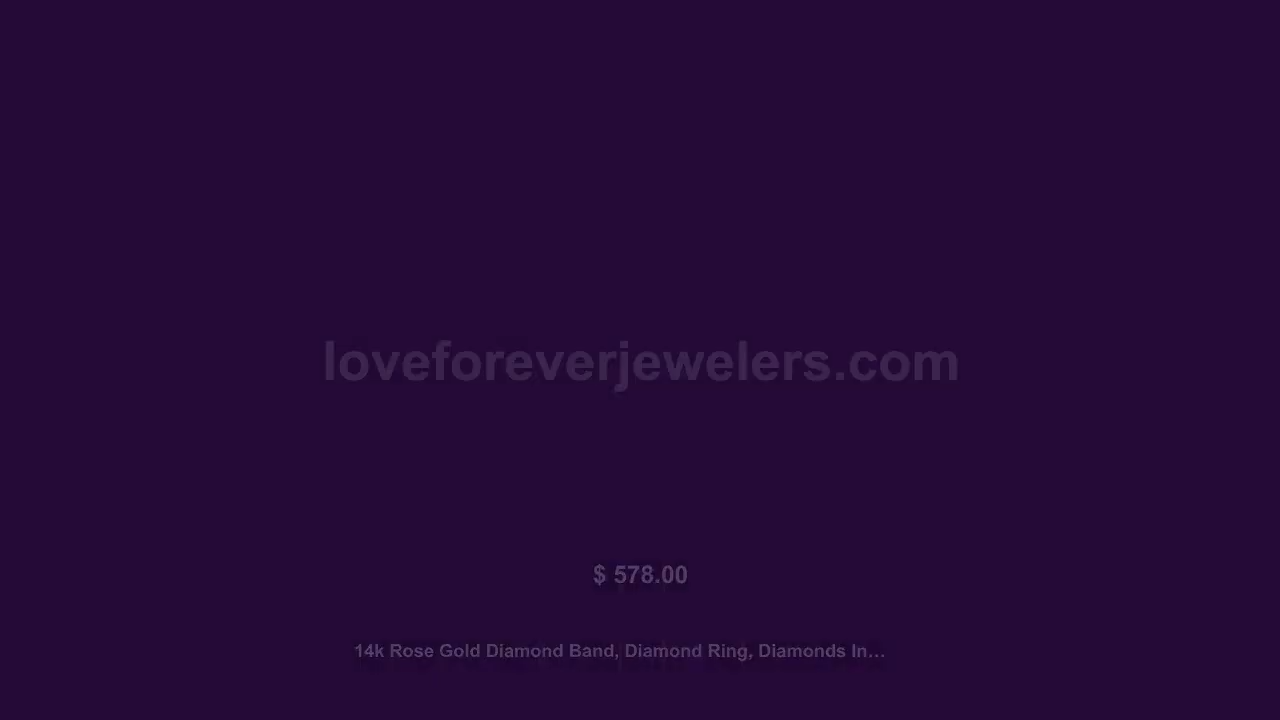 loveforeverjewelers.com
$ 578.00
14k Rose Gold Diamond Band, Diamond Ring, Diamonds In...